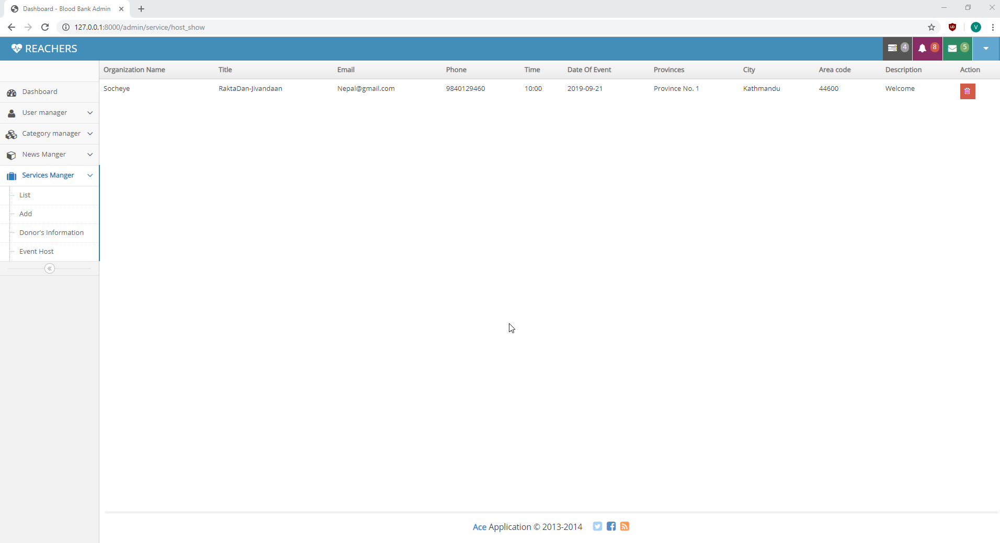 Dashboard - Blood Bank Admin
127.0.0.1:8000/admin/service/host_show
V
REACHERS
4
8
5
Organization Name Title Email Phone Time Date Of Event Provinces City Area code Description Action
Socheye RaktaDan-Jivandaan Nepal@gmail.com 9840129460 10:00 2019-09-21 Province No. 1 Kathmandu 44600 Welcome
Dashboard
User manager
Category manager
News Manger
Services Manger
List
Add
Donor's Information
Event Host
Ace Application © 2013-2014